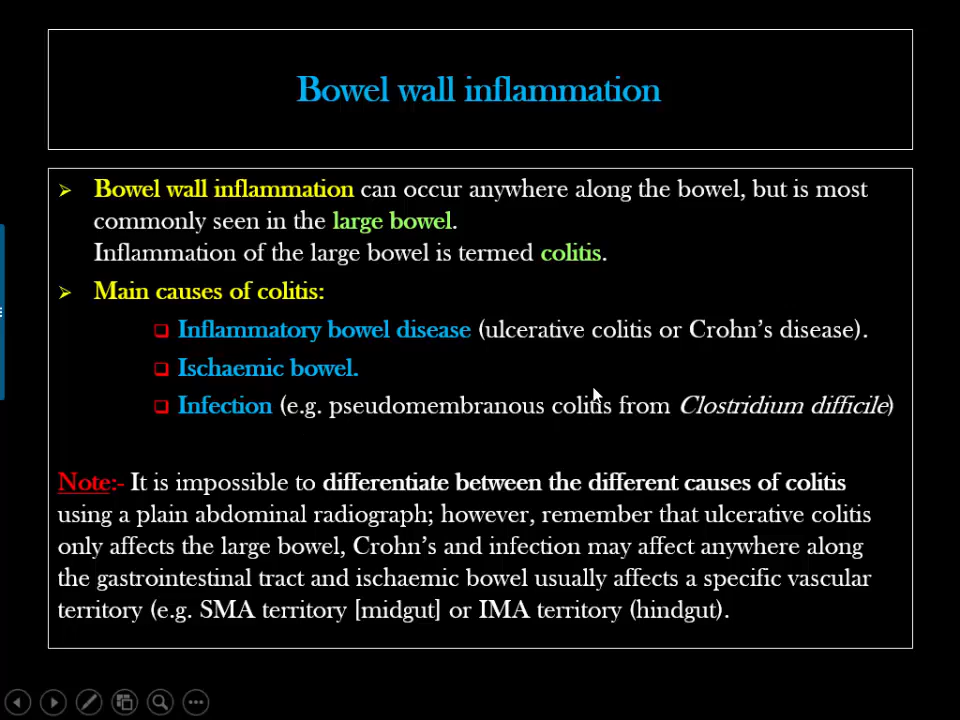 Bowel wall inflammation
Bowel wall inflammation can occur anywhere along the bowel, but is most
commonly seen in the large bowel.
Inflammation of the large bowel is termed colitis.
Main causes of colitis:
Inflammatory bowel disease (ulcerative colitis or Crohn’s disease).
Ischaemic bowel.
Infection (e.g. pseudomembranous colitis from Clostridium difficile)
Note:- It is impossible to differentiate between the different causes of colitis
using a plain abdominal radiograph; however, remember that ulcerative colitis
only affects the large bowel, Crohn’s and infection may affect anywhere along
the gastrointestinal tract and ischaemic bowel usually affects a specific vascular
territory (e.g. SMA territory [midgut] or IMA territory (hindgut).